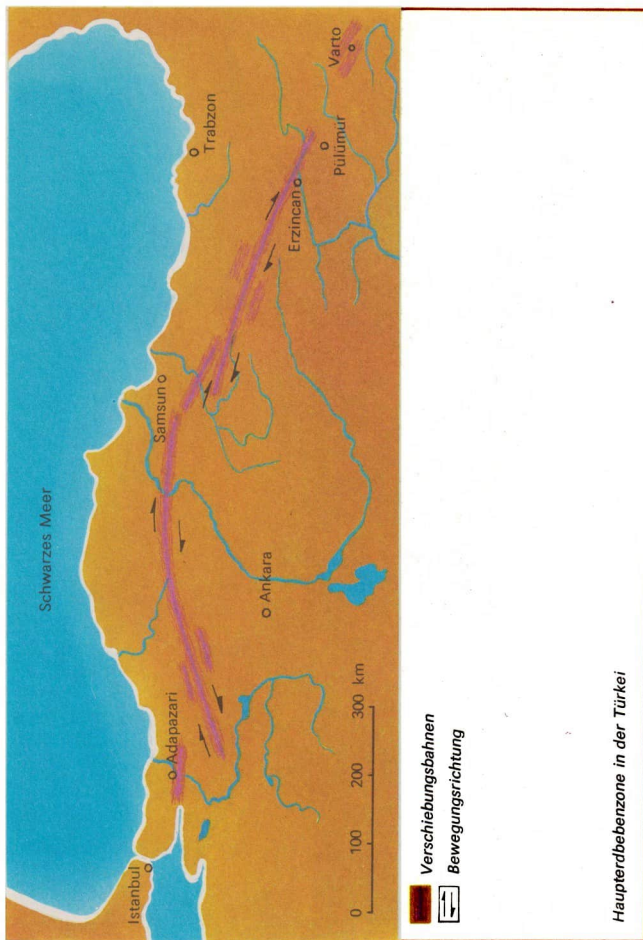 Schwarzes Meer
Istanbul
Adapazari
Ankara
Samsun
Trabzon
Erzincan
Pülümür
Varto
0 100 200 300 km
Verschiebungsbahnen
Bewegungsrichtung
Haupterdbebenzone in der Türkei